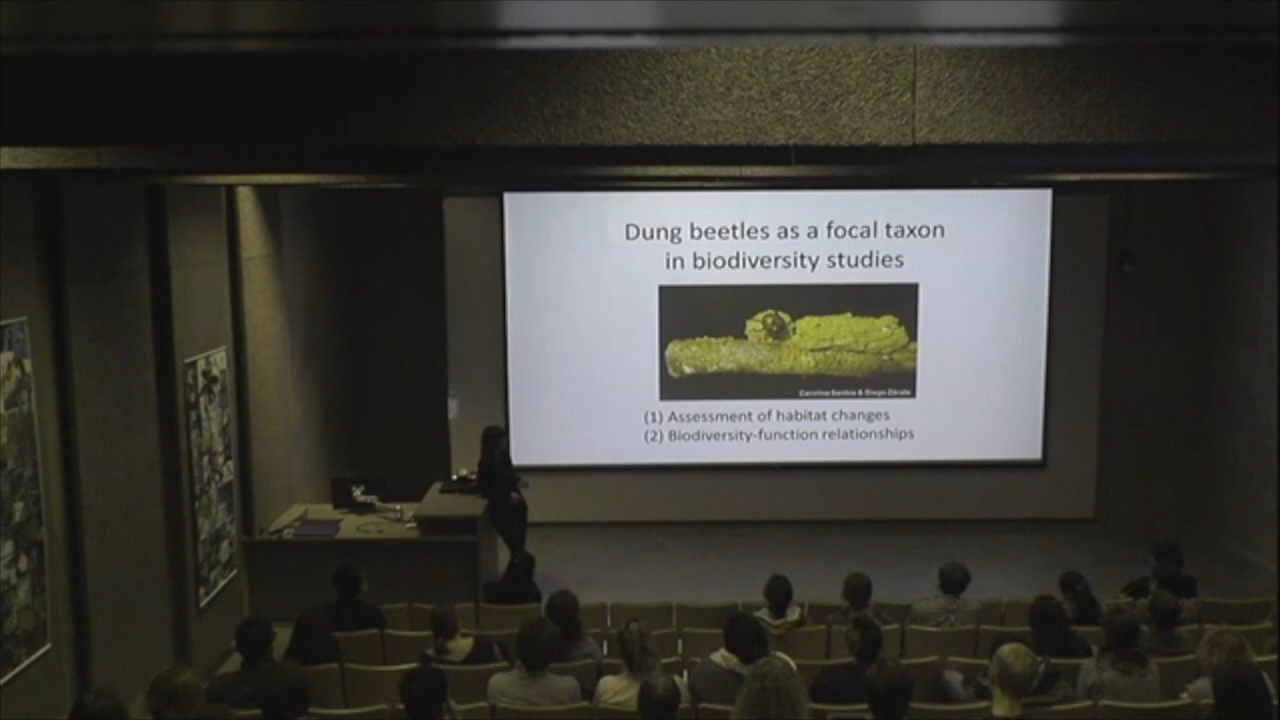 Dung beetles as a focal taxon
in biodiversity studies
Carolina Santos & Diego Zárate
(1) Assessment of habitat changes
(2) Biodiversity-function relationships